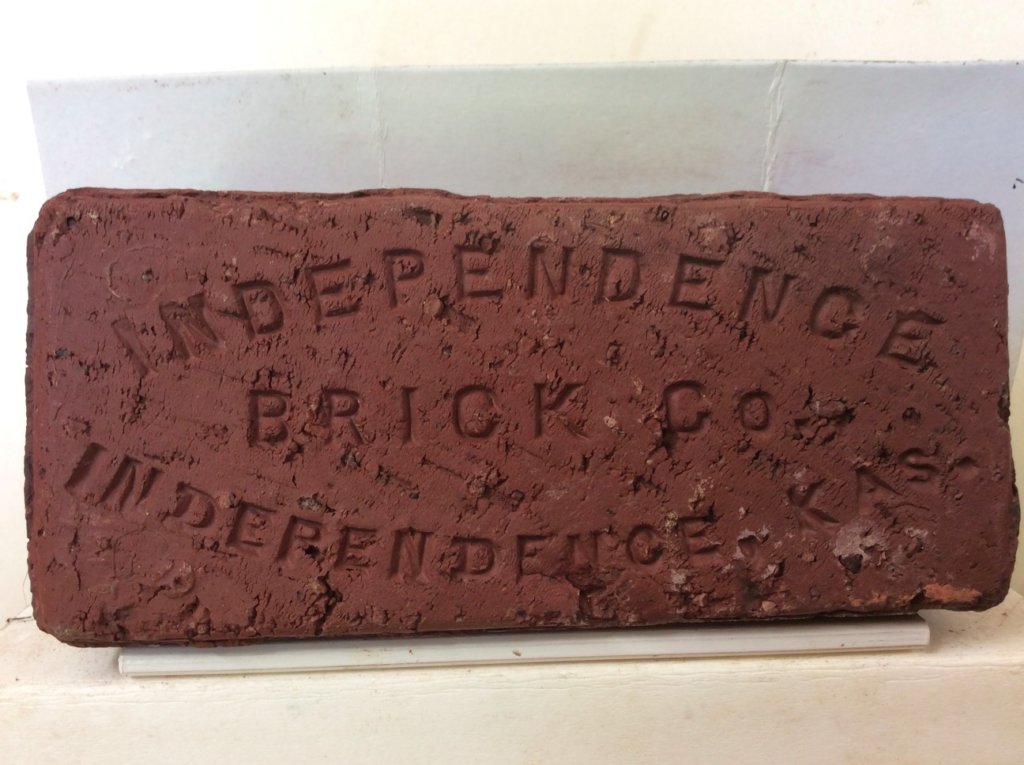 INDEPENDENCE
BRICK Co.
INDEPENDENCE, KAS.